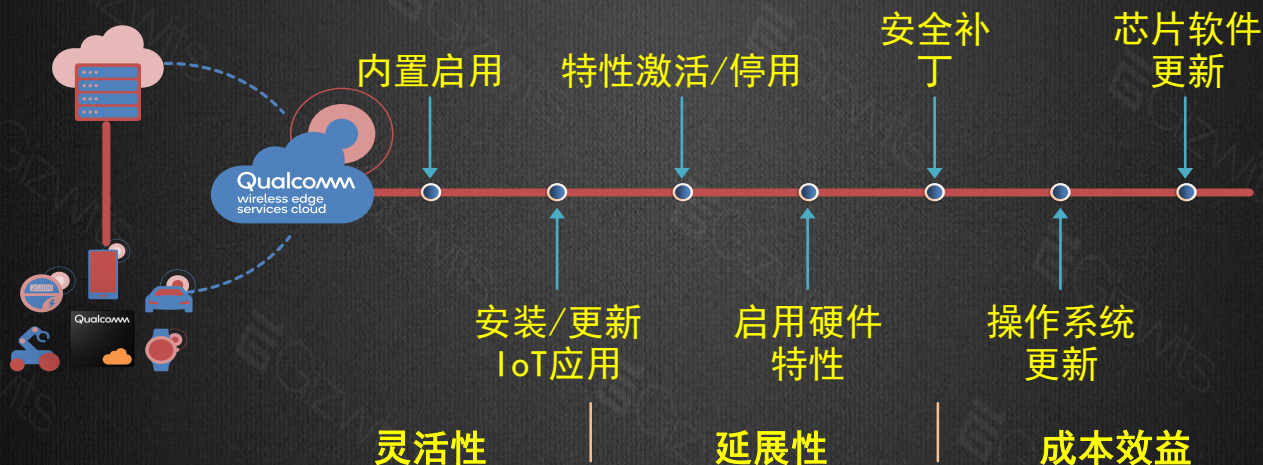 安全补
丁
芯片软件
更新
内置启用
特性激活/停用
Qualcomm
wireless edge
services cloud
20.000
Qualcomm
安装/更新
IoT应用
启用硬件
特性
操作系统
更新
灵活性
延展性
成本效益
Gizwits